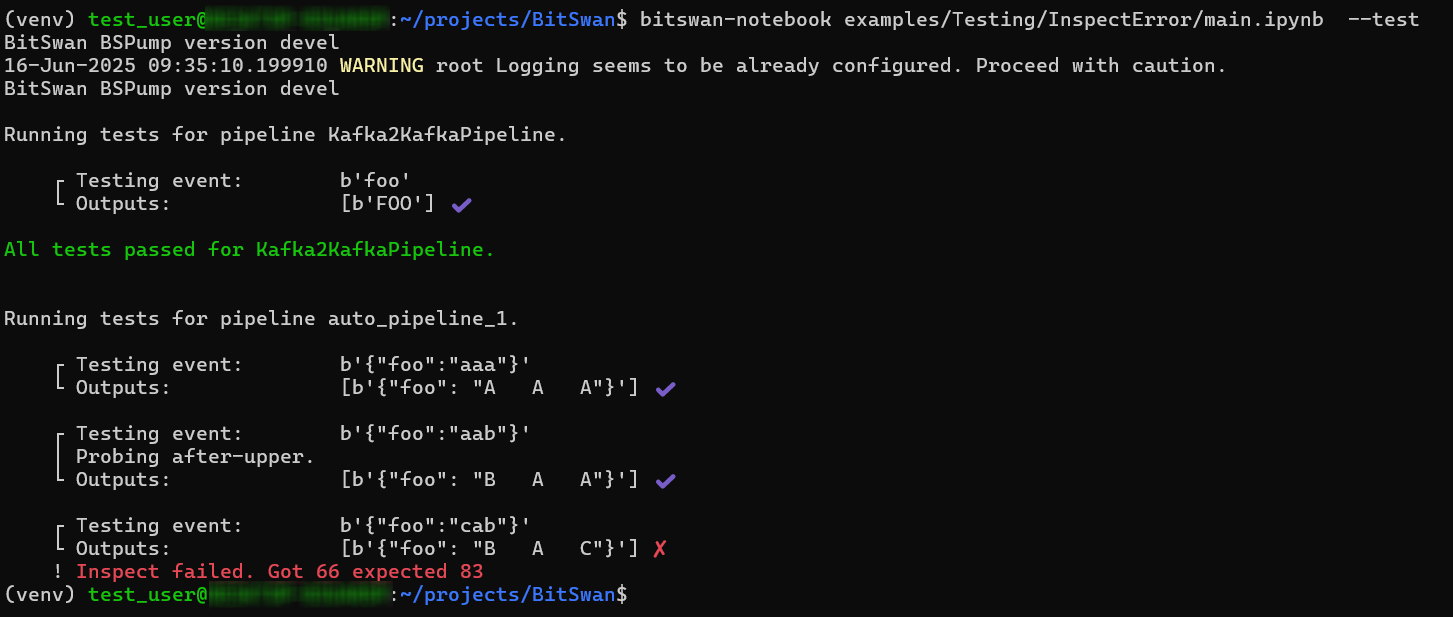 (venv) test_user@:~/projects/BitSwan$ bitswan-notebook examples/Testing/InspectError/main.ipynb  --test
BitSwan BSPump version devel
16-Jun-2025 09:35:10.199910 WARNING root Logging seems to be already configured. Proceed with caution.
BitSwan BSPump version devel
Running tests for pipeline Kafka2KafkaPipeline.
┌ Testing event:        b'foo'
└ Outputs:              [b'FOO'] ✔
All tests passed for Kafka2KafkaPipeline.
Running tests for pipeline auto_pipeline_1.
┌ Testing event:        b'{"foo":"aaa"}'
└ Outputs:              [b'{"foo": "A   A   A"}'] ✔
┌ Testing event:        b'{"foo":"aab"}'
│ Probing after-upper.
└ Outputs:              [b'{"foo": "B   A   A"}'] ✔
┌ Testing event:        b'{"foo":"cab"}'
└ Outputs:              [b'{"foo": "B   A   C"}'] ✗
! Inspect failed. Got 66 expected 83
(venv) test_user@:~/projects/BitSwan$